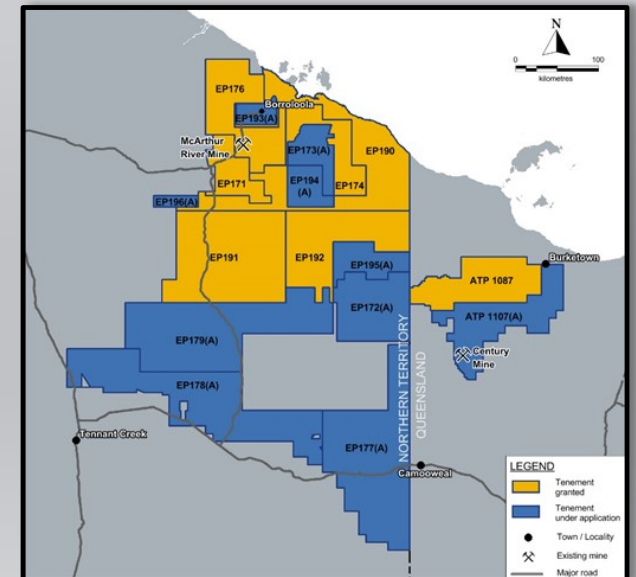 N
0
100
kilometres
EP176
Borroloola
EP193(A)
McArthur
River Mine
EP173(A)
EP190
EP171
EP194
(A)
EP174
EP196(A)
EP191
EP192
EP195(A)
Burketown
ATP 1087
EP172(A)
ATP 1107(A)
EP179(A)
NORTHERN TERRITORY
QUEENSLAND
Century
Mine
EP178(A)
Tennant Creek
EP177(A)
Camooweal
LEGEND
Tenement
granted
Tenement
under application
Town / Locality
Existing mine
Major road